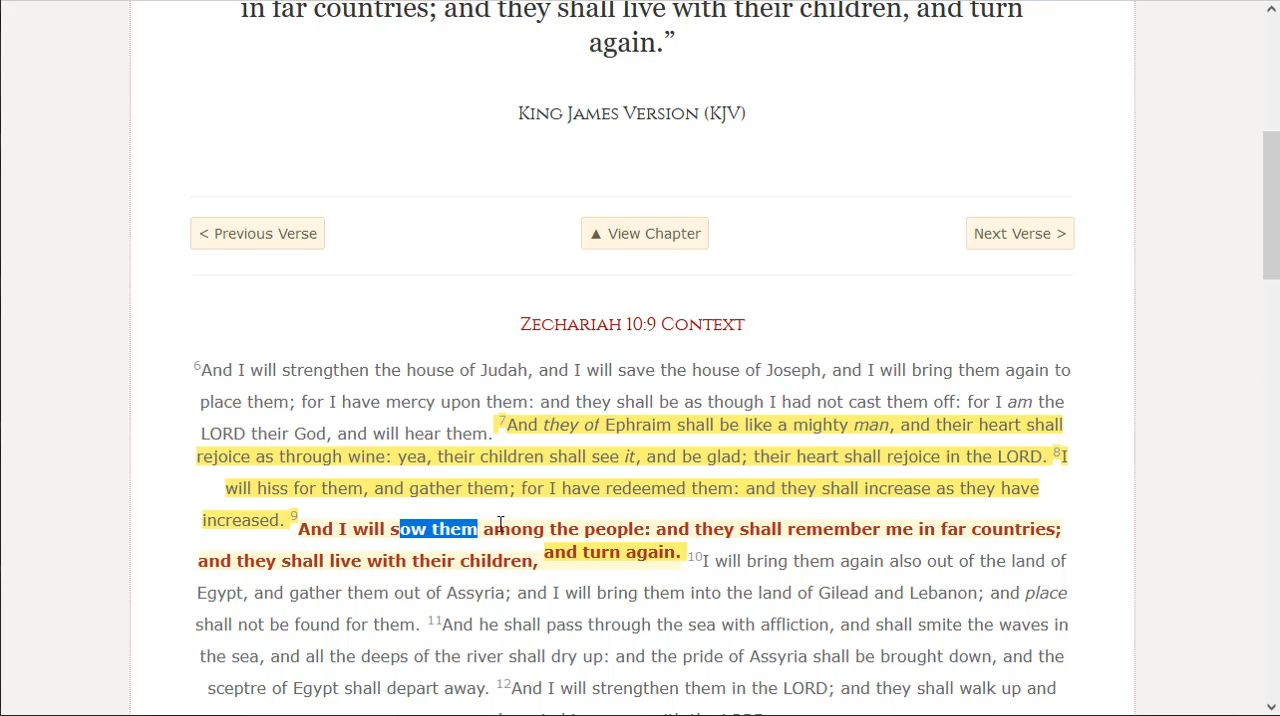 in far countries; and they shall live with their children, and turn
again.”
King James Version (KJV)
< Previous Verse
▲ View Chapter
Next Verse >
Zechariah 10:9 Context
6And I will strengthen the house of Judah, and I will save the house of Joseph, and I will bring them again to
place them; for I have mercy upon them: and they shall be as though I had not cast them off: for I am the
LORD their God, and will hear them. 7And they of Ephraim shall be like a mighty man, and their heart shall
rejoice as through wine: yea, their children shall see it, and be glad; their heart shall rejoice in the LORD. 8I
will hiss for them, and gather them; for I have redeemed them: and they shall increase as they have
increased. 9And I will sow them among the people: and they shall remember me in far countries;
and they shall live with their children, and turn again. 10I will bring them again also out of the land of
Egypt, and gather them out of Assyria; and I will bring them into the land of Gilead and Lebanon; and place
shall not be found for them. 11And he shall pass through the sea with affliction, and shall smite the waves in
the sea, and all the deeps of the river shall dry up: and the pride of Assyria shall be brought down, and the
sceptre of Egypt shall depart away. 12And I will strengthen them in the LORD; and they shall walk up and